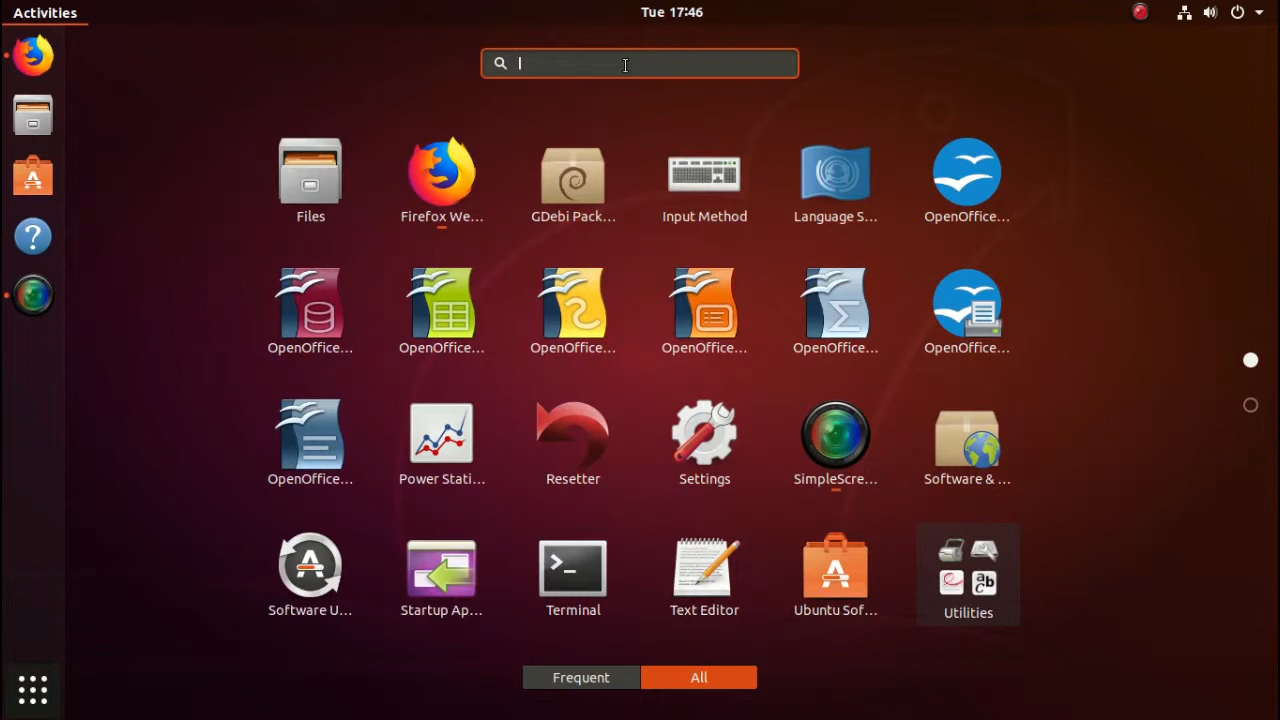 Activities
Tue 17:46
Files
Firefox We...
GDebi Pack...
Input Method
Language S...
OpenOffice...
OpenOffice...
OpenOffice...
OpenOffice...
OpenOffice...
OpenOffice...
OpenOffice...
OpenOffice...
Power Stati...
Resetter
Settings
SimpleScre...
Software & ...
Software U...
Startup Ap...
Terminal
Text Editor
Ubuntu Sof...
Utilities
Frequent
All